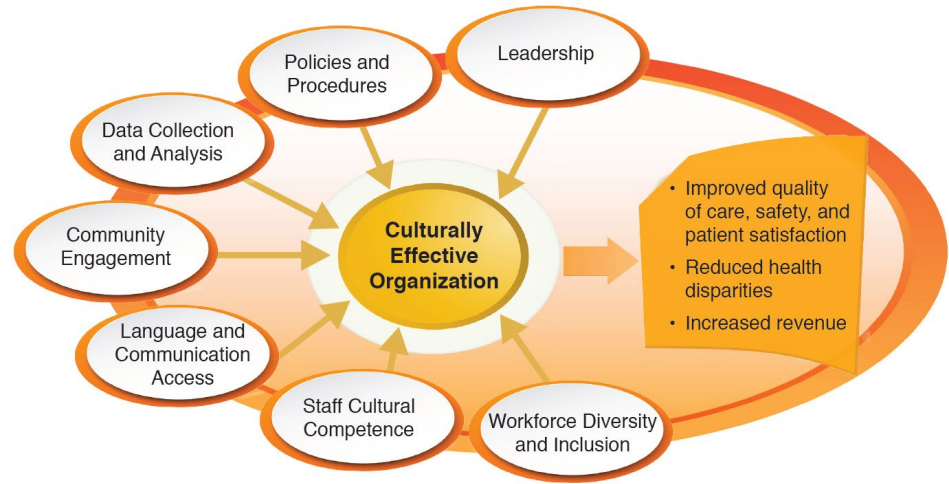 Leadership
Policies and
Procedures
Data Collection
and Analysis
Community
Engagement
Language and
Communication
Access
Staff Cultural
Competence
Workforce Diversity
and Inclusion
Culturally
Effective
Organization
• Improved quality
of care, safety, and
patient satisfaction
• Reduced health
disparities
• Increased revenue